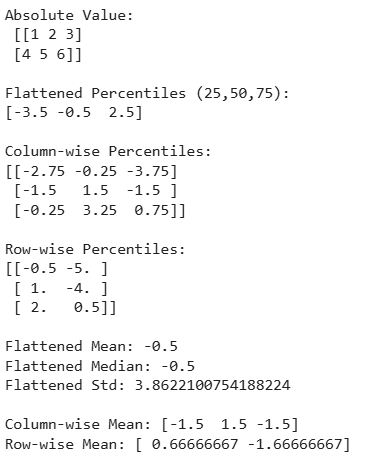 Absolute Value:
 [[1 2 3]
 [4 5 6]]

Flattened Percentiles (25,50,75):
[-3.5 -0.5  2.5]

Column-wise Percentiles:
[[-2.75 -0.25 -3.75]
 [-1.5   1.5  -1.5 ]
 [-0.25  3.25  0.75]]

Row-wise Percentiles:
[[-0.5 -5. ]
 [ 1.  -4. ]
 [ 2.   0.5]]

Flattened Mean: -0.5
Flattened Median: -0.5
Flattened Std: 3.8622100754188224

Column-wise Mean: [-1.5  1.5 -1.5]
Row-wise Mean: [ 0.66666667 -1.66666667]